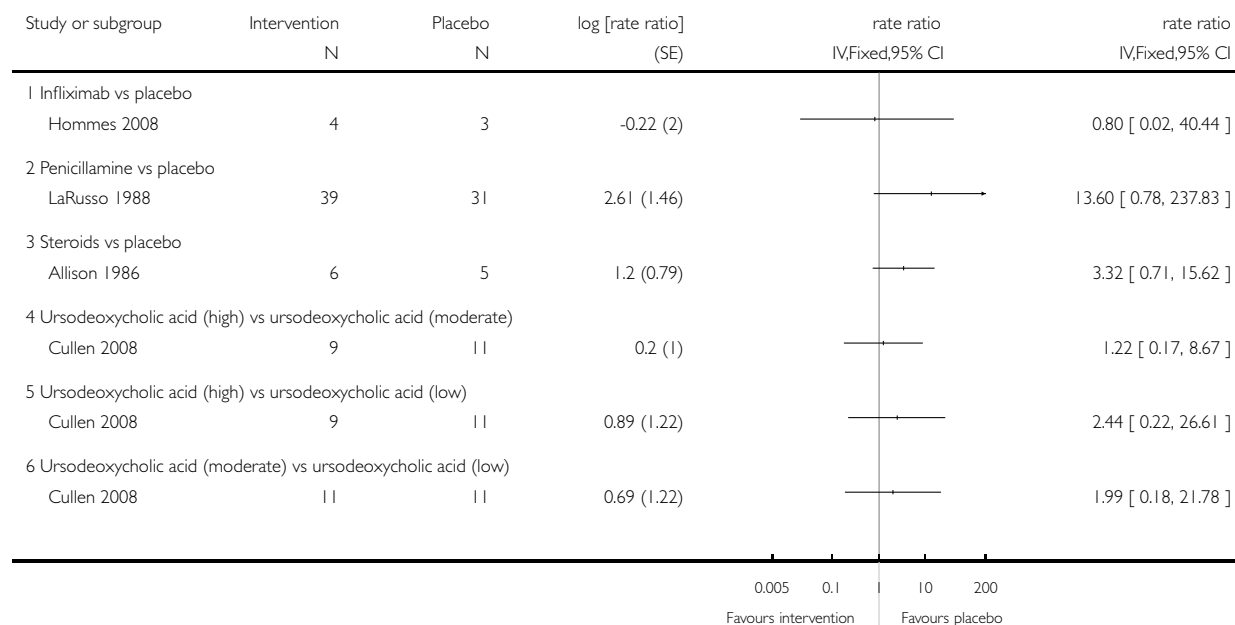 Study or subgroup Intervention Placebo log [rate ratio] rate ratio rate ratio
N N (SE) IV,Fixed,95% CI IV,Fixed,95% CI
1 Infliximab vs placebo
Hommes 2008 4 3 -0.22 (2) 0.80 [ 0.02, 40.44 ]
2 Penicillamine vs placebo
LaRusso 1988 39 31 2.61 (1.46) 13.60 [ 0.78, 237.83 ]
3 Steroids vs placebo
Allison 1986 6 5 1.2 (0.79) 3.32 [ 0.71, 15.62 ]
4 Ursodeoxycholic acid (high) vs ursodeoxycholic acid (moderate)
Cullen 2008 9 11 0.2 (1) 1.22 [ 0.17, 8.67 ]
5 Ursodeoxycholic acid (high) vs ursodeoxycholic acid (low)
Cullen 2008 9 11 0.89 (1.22) 2.44 [ 0.22, 26.61 ]
6 Ursodeoxycholic acid (moderate) vs ursodeoxycholic acid (low)
Cullen 2008 11 11 0.69 (1.22) 1.99 [ 0.18, 21.78 ]
0.005 0.1 1 10 200
Favours intervention Favours placebo